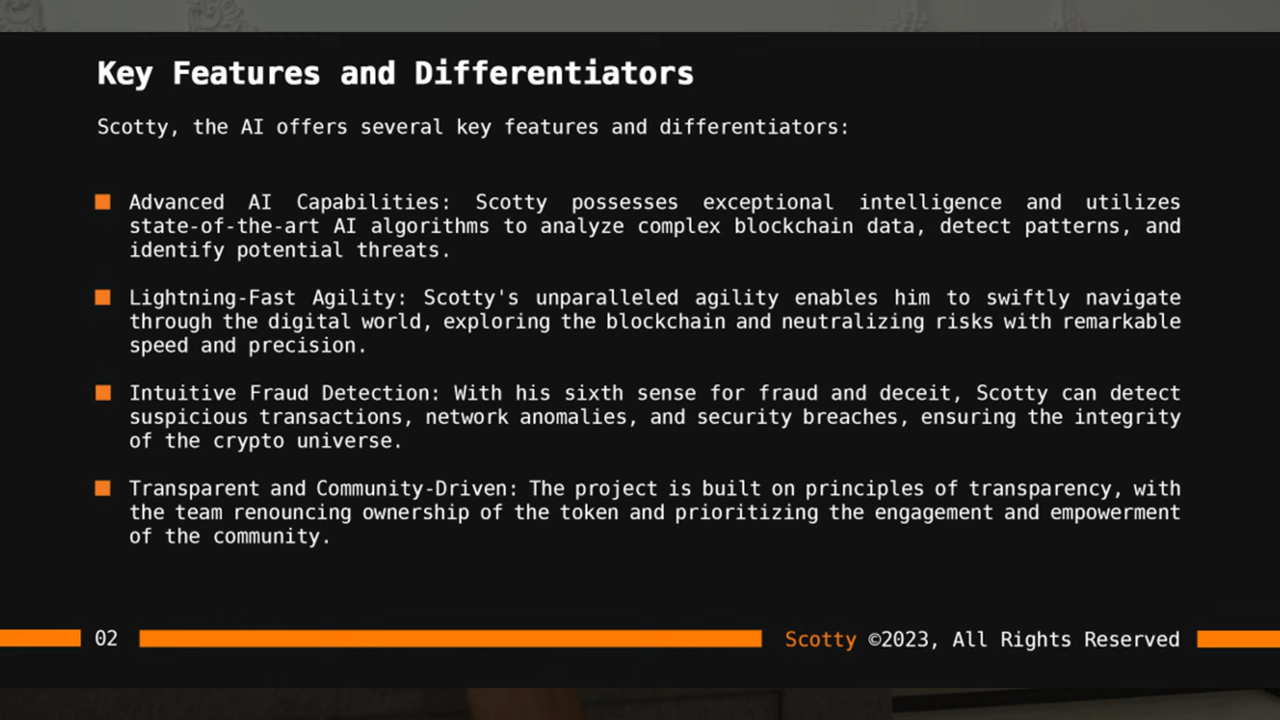 Key Features and Differentiators
Scotty, the AI offers several key features and differentiators:
Advanced AI Capabilities: Scotty possesses exceptional intelligence and utilizes
state-of-the-art AI algorithms to analyze complex blockchain data, detect patterns, and
identify potential threats.
Lightning-Fast Agility: Scotty's unparalleled agility enables him to swiftly navigate
through the digital world, exploring the blockchain and neutralizing risks with remarkable
speed and precision.
Intuitive Fraud Detection: With his sixth sense for fraud and deceit, Scotty can detect
suspicious transactions, network anomalies, and security breaches, ensuring the integrity
of the crypto universe.
Transparent and Community-Driven: The project is built on principles of transparency, with
the team renouncing ownership of the token and prioritizing the engagement and empowerment
of the community.
02
Scotty ©2023, All Rights Reserved